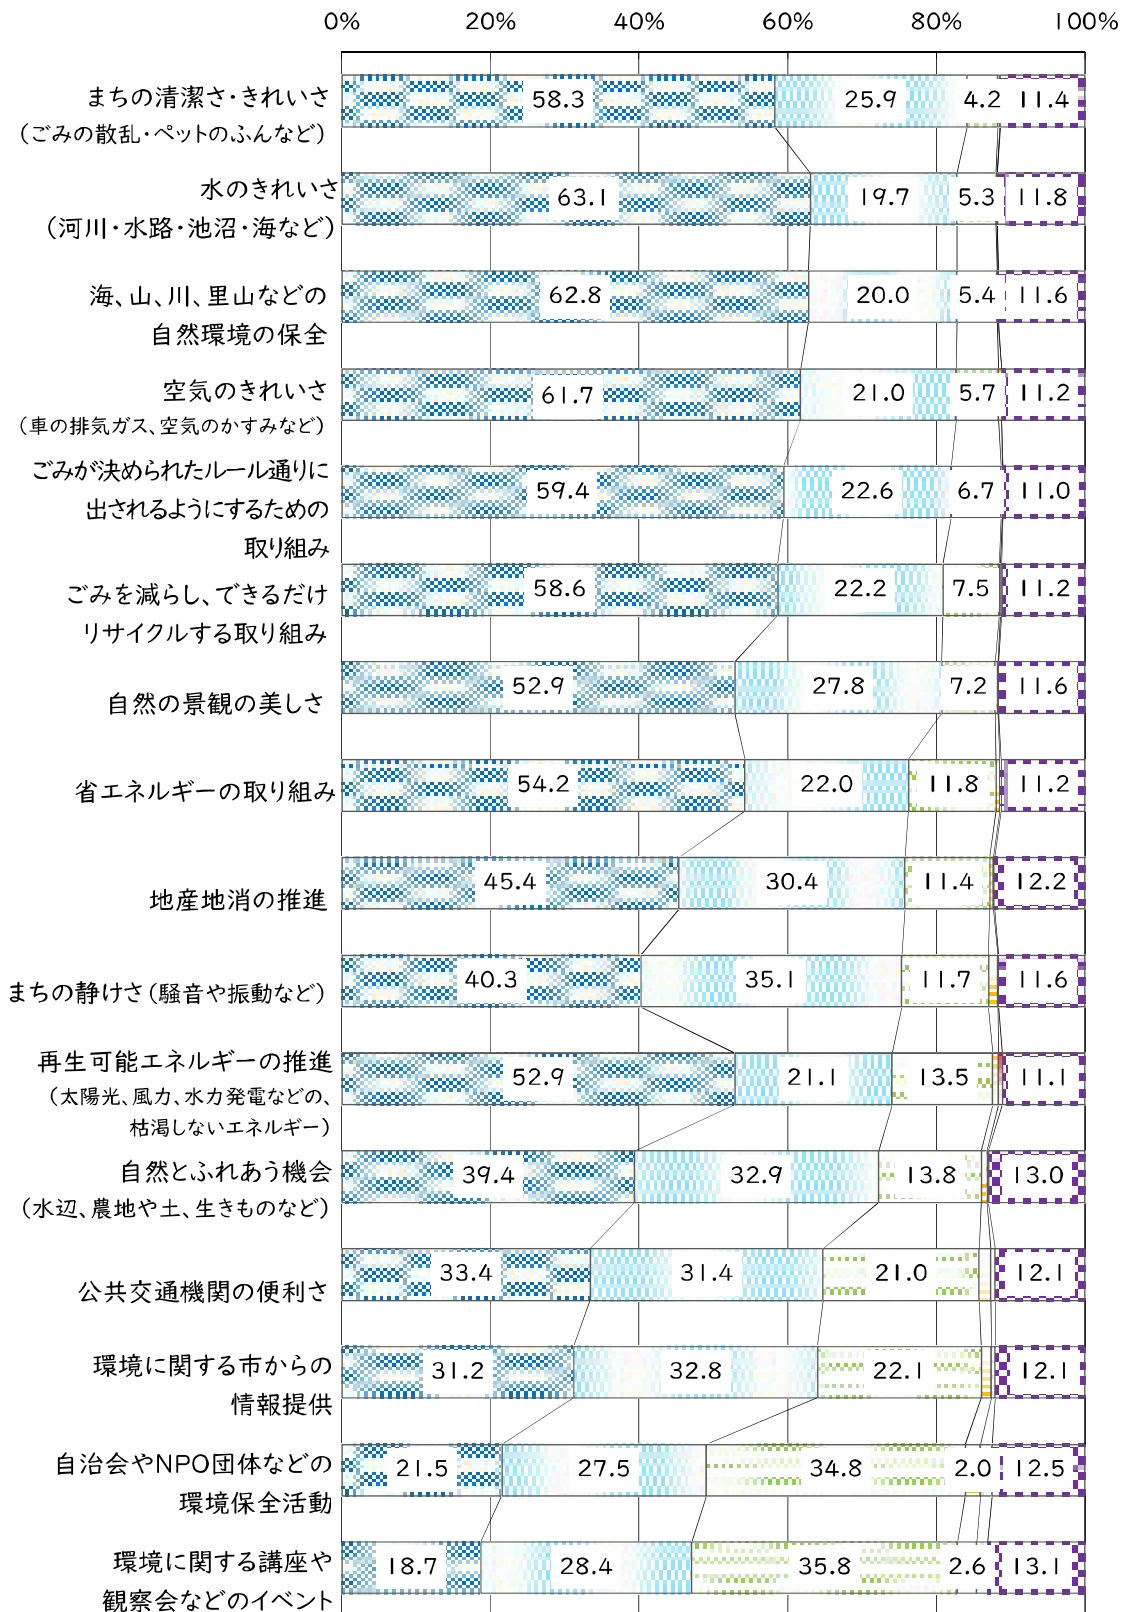 0% 20% 40% 60% 80% 100%
まちの清潔さ・きれいさ
（ごみの散乱・ペットのふんなど）
58.3 25.9 4.2 11.4
水のきれいさ
（河川・水路・池沼・海など）
63.1 19.7 5.3 11.8
海、山、川、里山などの
自然環境の保全
62.8 20.0 5.4 11.6
空気のきれいさ
（車の排気ガス、空気のかすみなど）
61.7 21.0 5.7 11.2
ごみが決められたルール通りに
出されるようにするための
取り組み
59.4 22.6 6.7 11.0
ごみを減らし、できるだけ
リサイクルする取り組み
58.6 22.2 7.5 11.2
自然の景観の美しさ
52.9 27.8 7.2 11.6
省エネルギーの取り組み
54.2 22.0 11.8 11.2
地産地消の推進
45.4 30.4 11.4 12.2
まちの静けさ（騒音や振動など）
40.3 35.1 11.7 11.6
再生可能エネルギーの推進
（太陽光、風力、水力発電などの、
枯渇しないエネルギー）
52.9 21.1 13.5 11.1
自然とふれあう機会
（水辺、農地や土、生きものなど）
39.4 32.9 13.8 13.0
公共交通機関の便利さ
33.4 31.4 21.0 12.1
環境に関する市からの
情報提供
31.2 32.8 22.1 12.1
自治会やNPO団体などの
環境保全活動
21.5 27.5 34.8 2.0 12.5
環境に関する講座や
観察会などのイベント
18.7 28.4 35.8 2.6 13.1